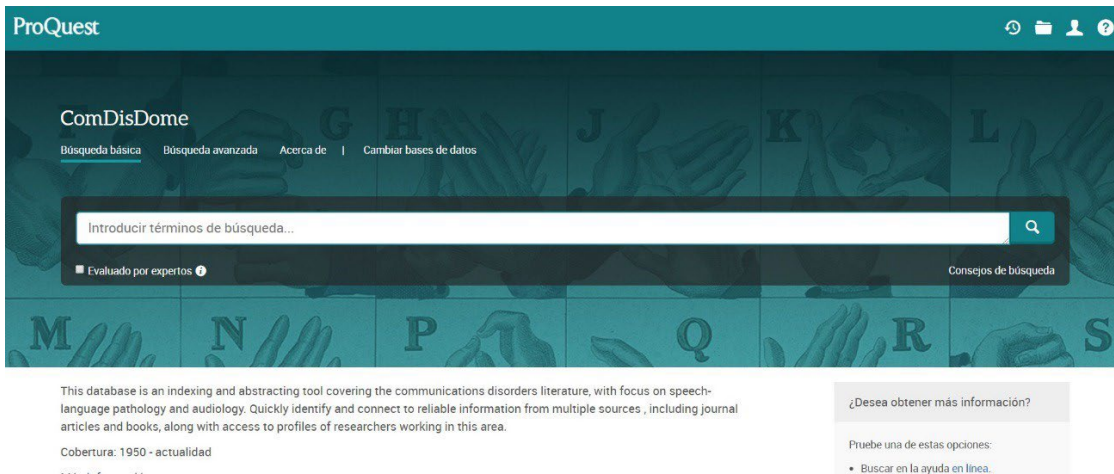 ProQuest
ComDisDome
Búsqueda básica Búsqueda avanzada Acerca de | Cambiar bases de datos
F G H J K L
Introducir términos de búsqueda...
Evaluado por expertos
Consejos de búsqueda
M N P Q R S
This database is an indexing and abstracting tool covering the communications disorders literature, with focus on speech-
language pathology and audiology. Quickly identify and connect to reliable information from multiple sources , including journal
articles and books, along with access to profiles of researchers working in this area.
Cobertura: 1950 - actualidad
¿Desea obtener más información?
Pruebe una de estas opciones:
• Buscar en la ayuda en línea.